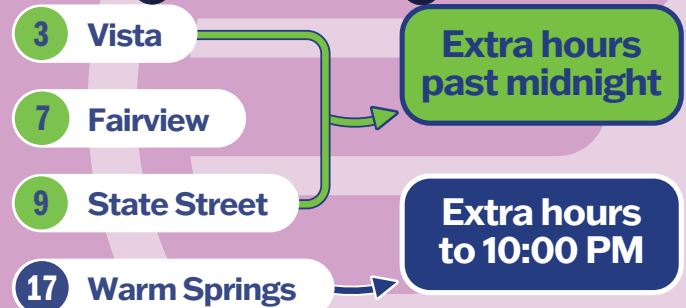 3 Vista
7 Fairview
9 State Street
17 Warm Springs
Extra hours
past midnight
Extra hours
to 10:00 PM